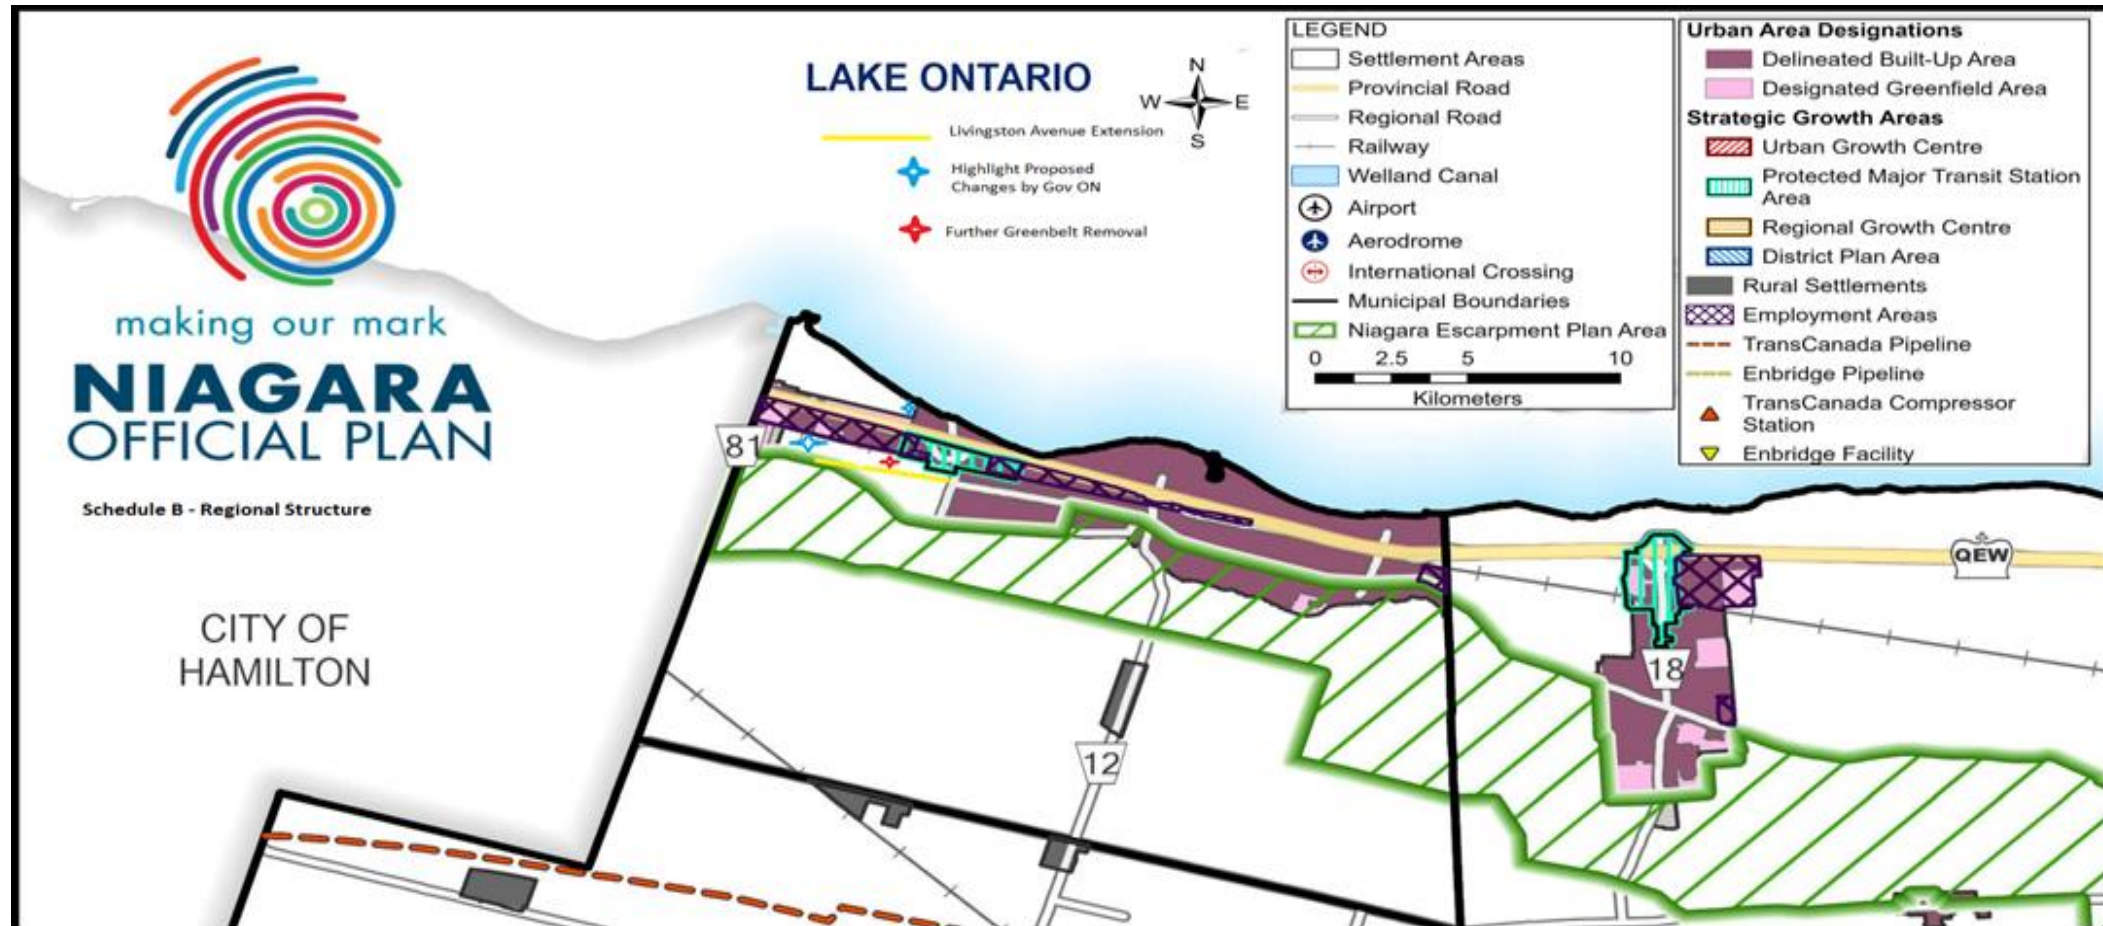 making our mark
NIAGARA
OFFICIAL PLAN
Schedule B - Regional Structure
CITY OF
HAMILTON
LAKE ONTARIO
N
W E
S
Livingston Avenue Extension
Highlight Proposed
Changes by Gov ON
Further Greenbelt Removal
LEGEND
Settlement Areas
Provincial Road
Regional Road
Railway
Welland Canal
Airport
Aerodrome
International Crossing
Municipal Boundaries
Niagara Escarpment Plan Area
0 2.5 5 10
Kilometers
Urban Area Designations
Delineated Built-Up Area
Designated Greenfield Area
Strategic Growth Areas
Urban Growth Centre
Protected Major Transit Station
Area
Regional Growth Centre
District Plan Area
Rural Settlements
Employment Areas
TransCanada Pipeline
Enbridge Pipeline
TransCanada Compressor
Station
Enbridge Facility
81
QEW
18
12